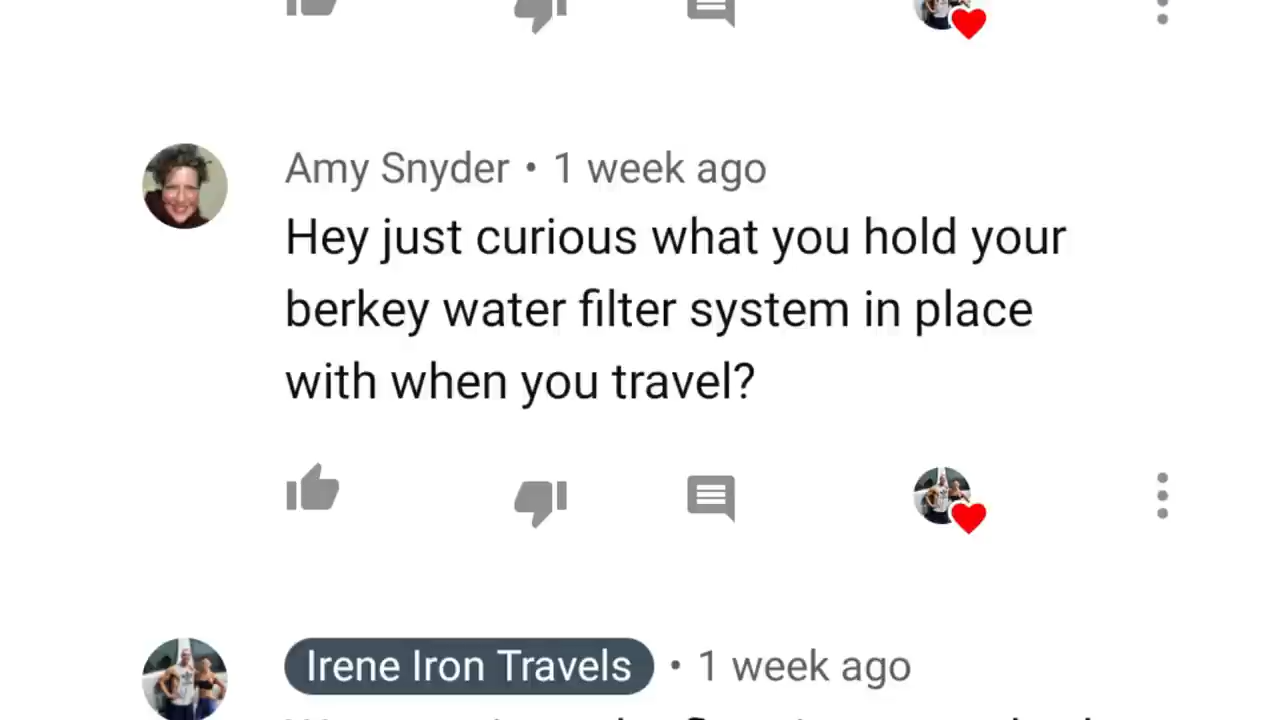 Amy Snyder • 1 week ago
Hey just curious what you hold your
berkey water filter system in place
with when you travel?
Irene Iron Travels • 1 week ago